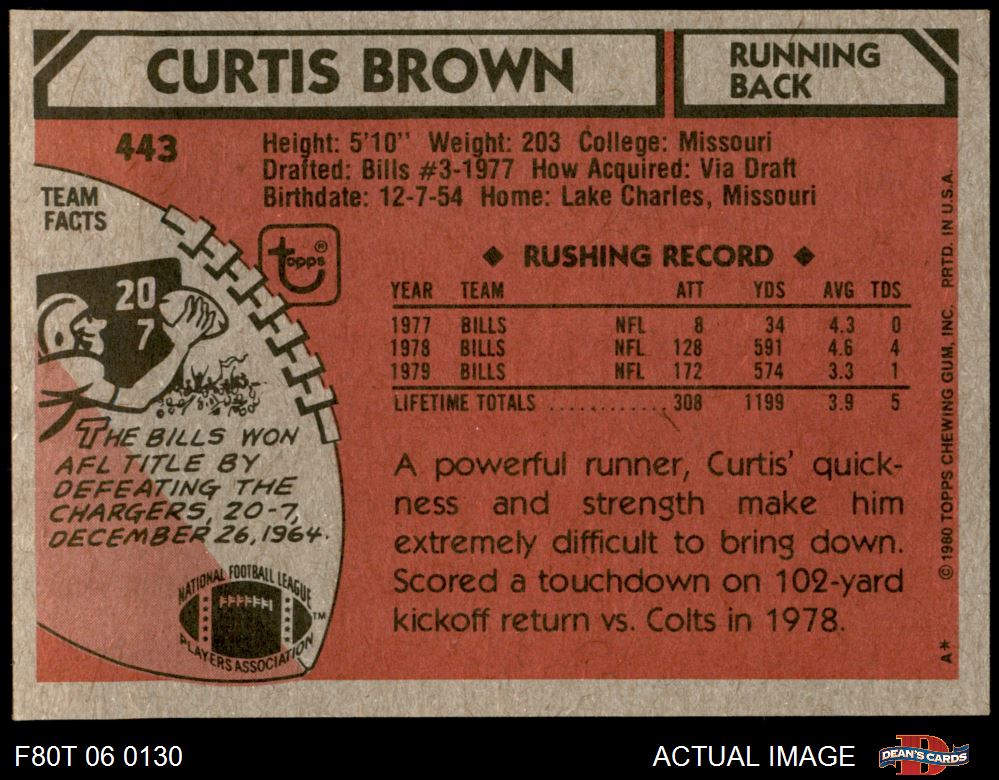 CURTIS BROWN
RUNNING
BACK
443
Height: 5'10" Weight: 203 College: Missouri
Drafted: Bills #3-1977 How Acquired: Via Draft
Birthdate: 12-7-54 Home: Lake Charles, Missouri
TEAM
FACTS
topps®
20
7
THE BILLS WON
AFL TITLE BY
DEFEATING THE
CHARGERS, 20-7,
DECEMBER 26, 1964.
NATIONAL FOOTBALL LEAGUE
PLAYERS ASSOCIATION
TM
◆ RUSHING RECORD ◆
YEAR TEAM ATT YDS AVG TDS
1977 BILLS NFL 8 34 4.3 0
1978 BILLS NFL 128 591 4.6 4
1979 BILLS NFL 172 574 3.3 1
LIFETIME TOTALS ............ 308 1199 3.9 5
A powerful runner, Curtis' quick-
ness and strength make him
extremely difficult to bring down.
Scored a touchdown on 102-yard
kickoff return vs. Colts in 1978.
A* © 1980 TOPPS CHEWING GUM, INC. PRTD. IN U.S.A.
F80T 06 0130
ACTUAL IMAGE
DEAN'S CARDS